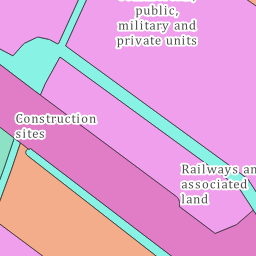 public,
military and
private units
Construction
sites
Railways an
associated
land